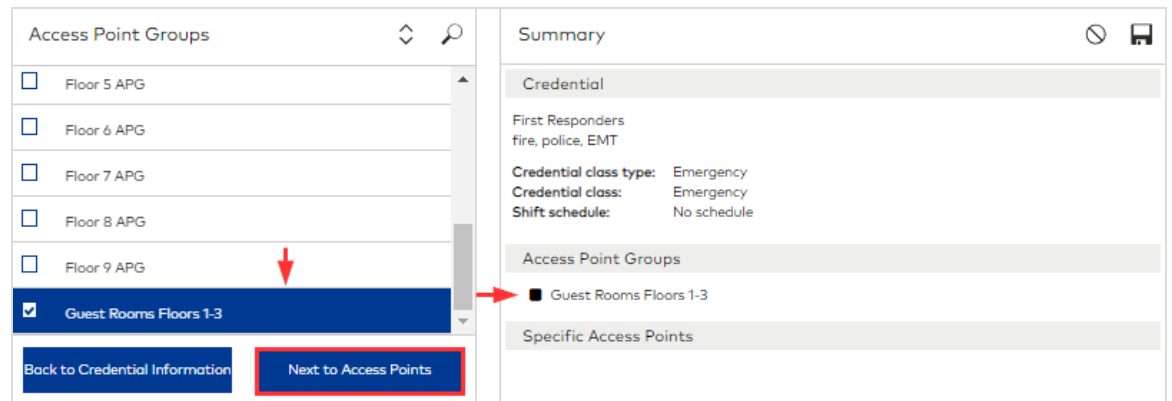 Access Point Groups
Floor 5 APG
Floor 6 APG
Floor 7 APG
Floor 8 APG
Floor 9 APG
Guest Rooms Floors 1-3
Back to Credential Information
Next to Access Points
Summary
Credential
First Responders
fire, police, EMT
Credential class type: Emergency
Credential class: Emergency
Shift schedule: No schedule
Access Point Groups
Guest Rooms Floors 1-3
Specific Access Points